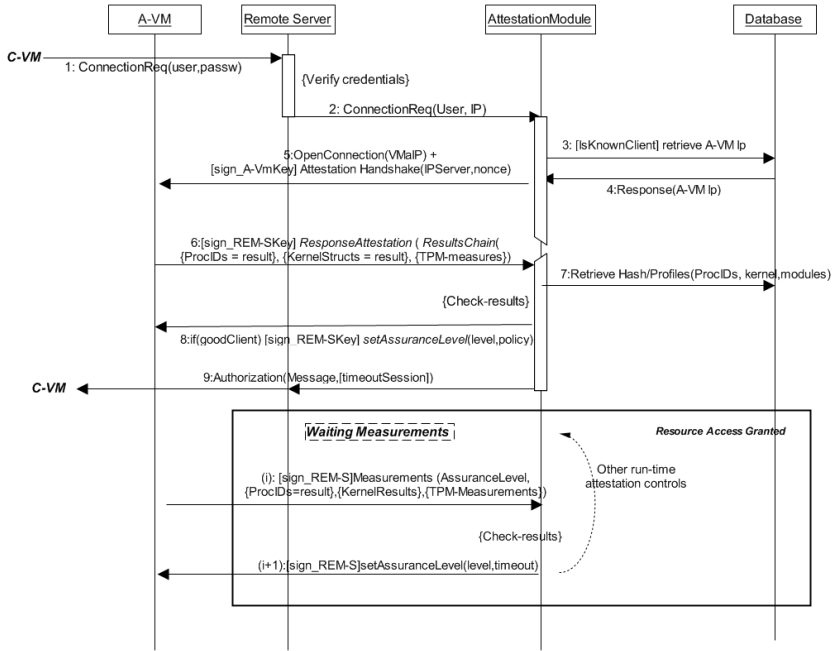 A-VM
Remote Server
AttestationModule
Database
C-VM
1: ConnectionReq(user,passw)
{Verify credentials}
2: ConnectionReq(User, IP)
3: [IsKnownClient] retrieve A-VM Ip
4:Response(A-VM Ip)
5:OpenConnection(VMaIP) +
[sign_A-VmKey] Attestation Handshake(IPServer,nonce)
6:[sign_REM-SKey] ResponseAttestation ( ResultsChain(
{ProcIDs = result}, {KernelStructs = result}, {TPM-measures})
7:Retrieve Hash/Profiles(ProcIDs, kernel,modules)
{Check-results}
8:if(goodClient) [sign_REM-SKey] setAssuranceLevel(level,policy)
9:Authorization(Message,[timeoutSession])
C-VM
Waiting Measurements
Resource Access Granted
Other run-time
attestation controls
(i): [sign_REM-S]Measurements (AssuranceLevel,
{ProcIDs=result},{KernelResults},{TPM-Measurements})
{Check-results}
(i+1):[sign_REM-S]setAssuranceLevel(level,timeout)